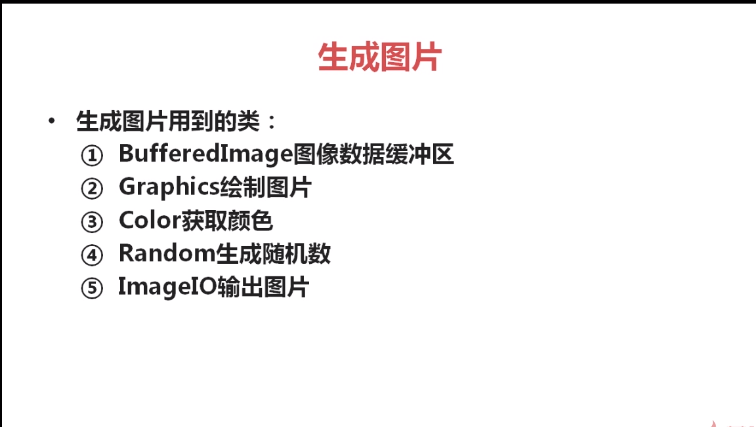 生成图片
• 生成图片用到的类：
① BufferedImage图像数据缓冲区
② Graphics绘制图片
③ Color获取颜色
④ Random生成随机数
⑤ ImageIO输出图片